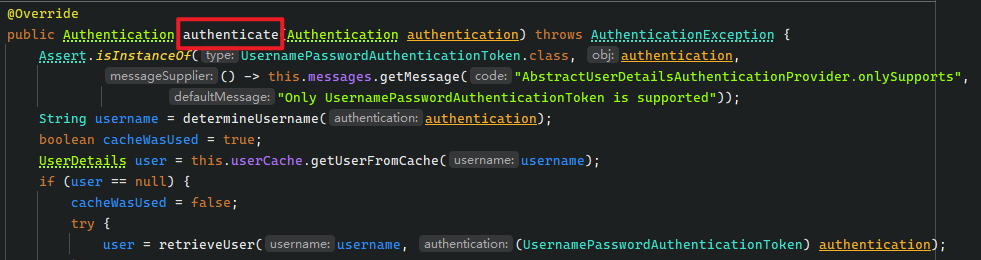 @Override
public Authentication authenticate(Authentication authentication) throws AuthenticationException {
Assert.isInstanceOf( type: UsernamePasswordAuthenticationToken.class, obj: authentication,
messageSupplier: () -> this.messages.getMessage( code: "AbstractUserDetailsAuthenticationProvider.onlySupports",
defaultMessage: "Only UsernamePasswordAuthenticationToken is supported"));
String username = determineUsername( authentication: authentication);
boolean cacheWasUsed = true;
UserDetails user = this.userCache.getUserFromCache( username: username);
if (user == null) {
cacheWasUsed = false;
try {
user = retrieveUser( username: username, authentication: (UsernamePasswordAuthenticationToken) authentication);